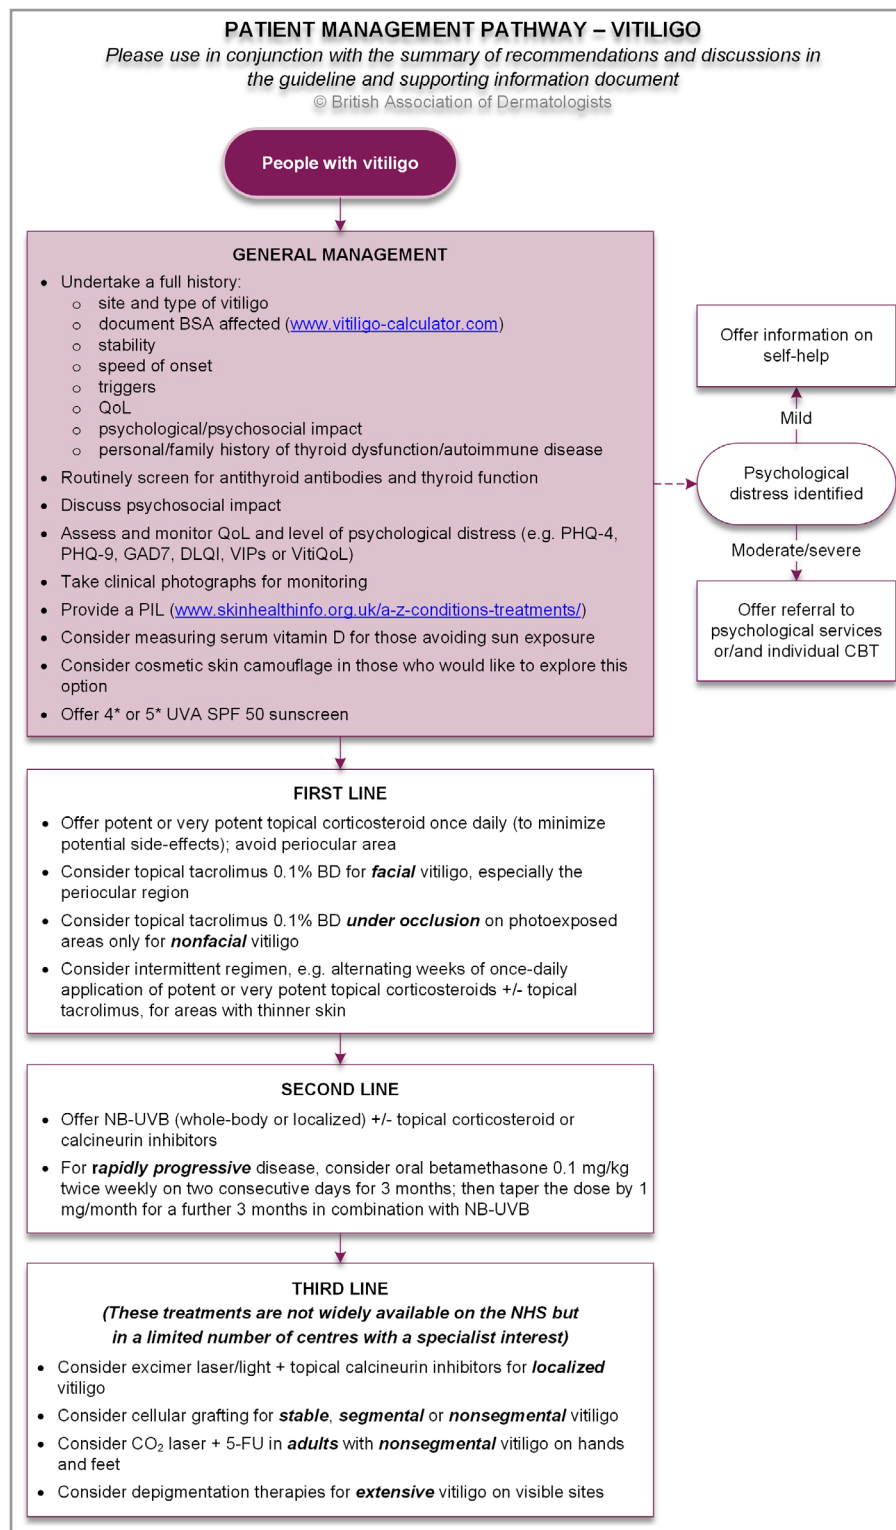 PATIENT MANAGEMENT PATHWAY – VITILIGO
Please use in conjunction with the summary of recommendations and discussions in
the guideline and supporting information document
© British Association of Dermatologists
People with vitiligo
GENERAL MANAGEMENT
• Undertake a full history:
o site and type of vitiligo
o document BSA affected (www.vitiligo-calculator.com)
o stability
o speed of onset
o triggers
o QoL
o psychological/psychosocial impact
o personal/family history of thyroid dysfunction/autoimmune disease
• Routinely screen for antithyroid antibodies and thyroid function
• Discuss psychosocial impact
• Assess and monitor QoL and level of psychological distress (e.g. PHQ-4,
PHQ-9, GAD7, DLQI, VIPs or VitiQoL)
• Take clinical photographs for monitoring
• Provide a PIL (www.skinhealthinfo.org.uk/a-z-conditions-treatments/)
• Consider measuring serum vitamin D for those avoiding sun exposure
• Consider cosmetic skin camouflage in those who would like to explore this
option
• Offer 4* or 5* UVA SPF 50 sunscreen
Offer information on
self-help
Mild
Psychological
distress identified
Moderate/severe
Offer referral to
psychological services
or/and individual CBT
FIRST LINE
• Offer potent or very potent topical corticosteroid once daily (to minimize
potential side-effects); avoid periocular area
• Consider topical tacrolimus 0.1% BD for facial vitiligo, especially the
periocular region
• Consider topical tacrolimus 0.1% BD under occlusion on photoexposed
areas only for nonfacial vitiligo
• Consider intermittent regimen, e.g. alternating weeks of once-daily
application of potent or very potent topical corticosteroids +/- topical
tacrolimus, for areas with thinner skin
SECOND LINE
• Offer NB-UVB (whole-body or localized) +/- topical corticosteroid or
calcineurin inhibitors
• For rapidly progressive disease, consider oral betamethasone 0.1 mg/kg
twice weekly on two consecutive days for 3 months; then taper the dose by 1
mg/month for a further 3 months in combination with NB-UVB
THIRD LINE
(These treatments are not widely available on the NHS but
in a limited number of centres with a specialist interest)
• Consider excimer laser/light + topical calcineurin inhibitors for localized
vitiligo
• Consider cellular grafting for stable, segmental or nonsegmental vitiligo
• Consider CO₂ laser + 5-FU in adults with nonsegmental vitiligo on hands
and feet
• Consider depigmentation therapies for extensive vitiligo on visible sites